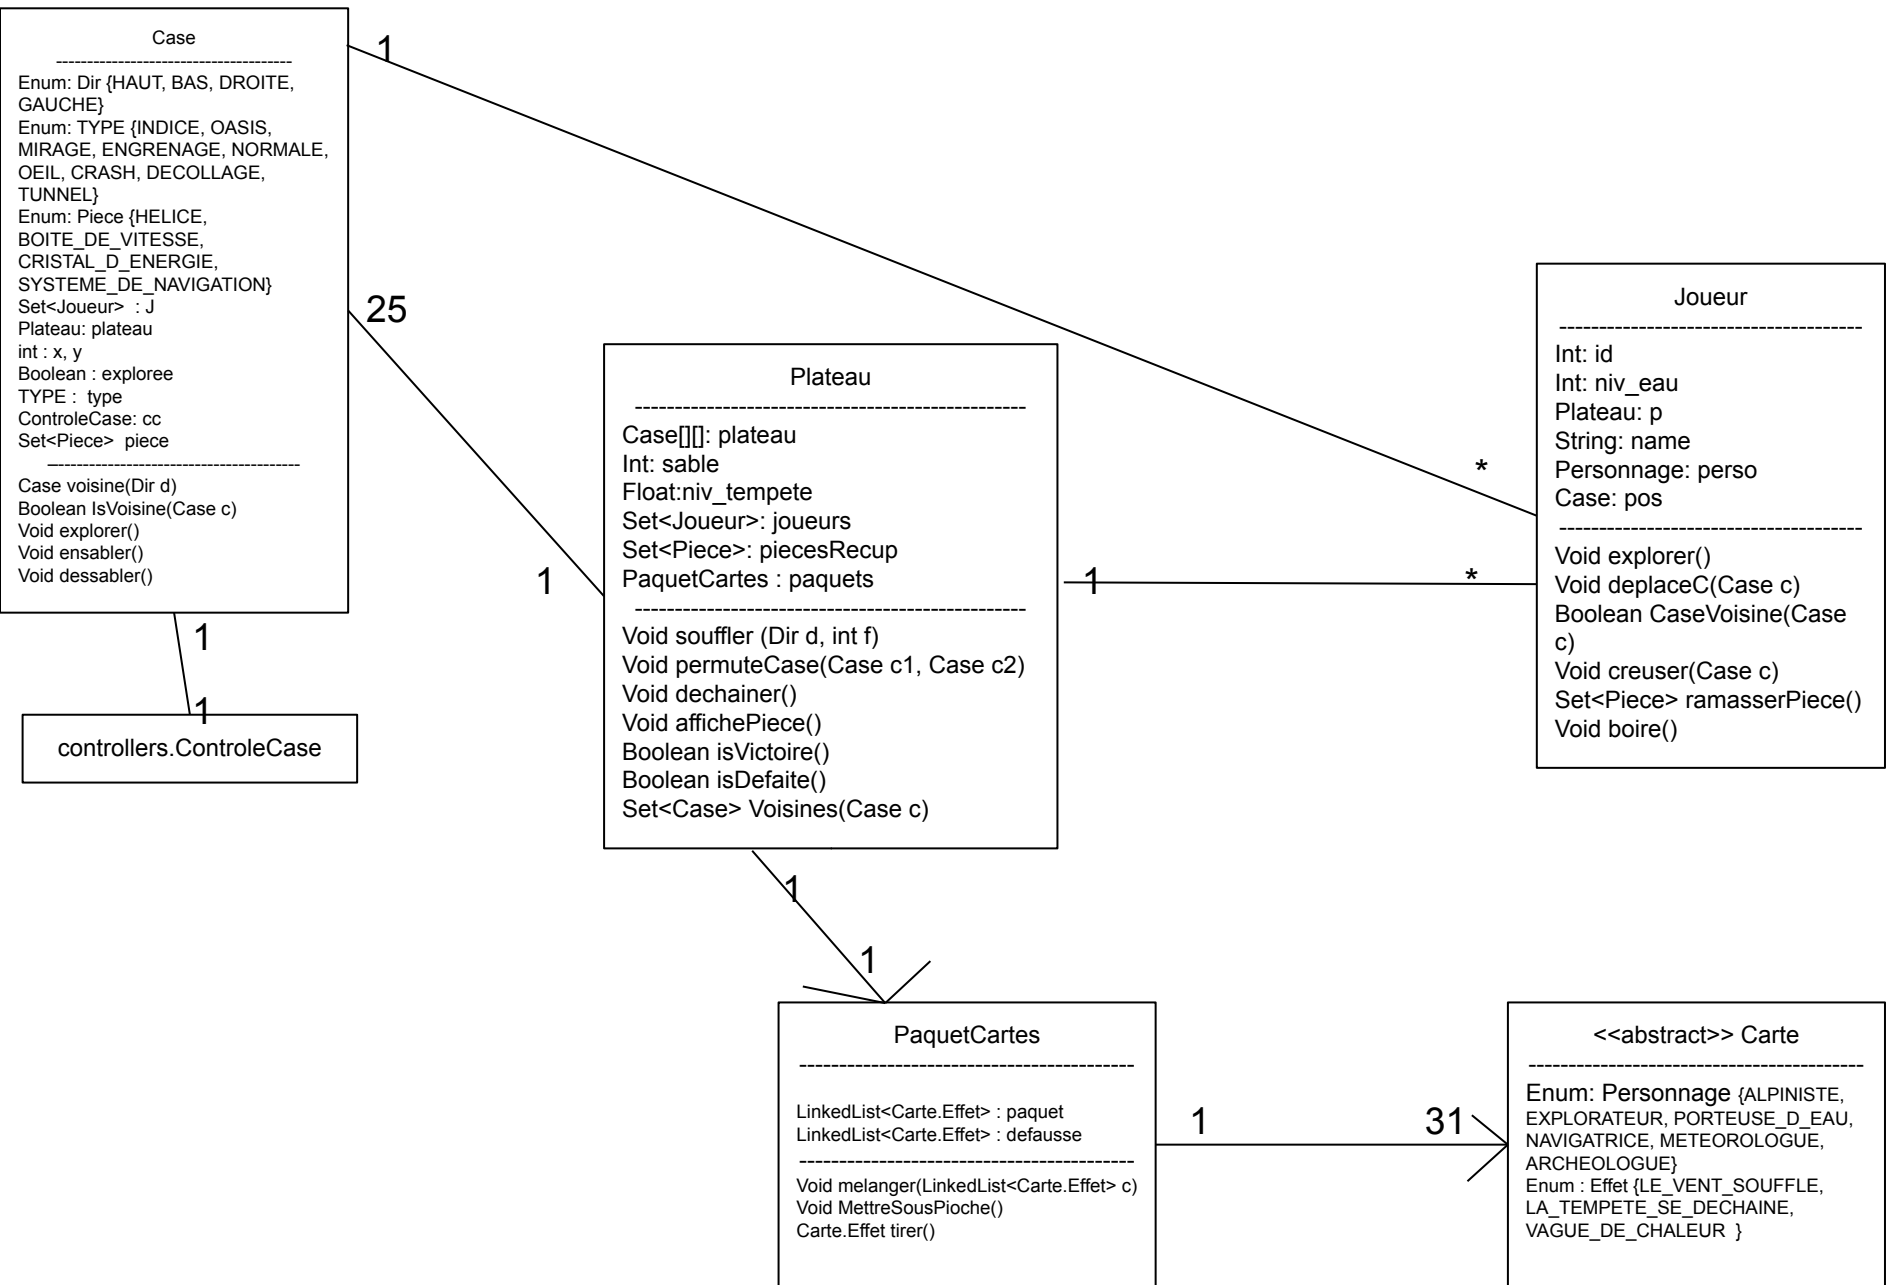 Case
--------------------------------------
Enum: Dir {HAUT, BAS, DROITE,
GAUCHE}
Enum: TYPE {INDICE, OASIS,
MIRAGE, ENGRENAGE, NORMALE,
OEIL, CRASH, DECOLLAGE,
TUNNEL}
Enum: Piece {HELICE,
BOITE_DE_VITESSE,
CRISTAL_D_ENERGIE,
SYSTEME_DE_NAVIGATION}
Set<Joueur>  : J
Plateau: plateau
int : x, y
Boolean : exploree
TYPE :  type
ControleCase: cc
Set<Piece>  piece
-----------------------------------------
Case voisine(Dir d)
Boolean IsVoisine(Case c)
Void explorer()
Void ensabler()
Void dessabler()
1
25
1
1
controllers.ControleCase
1
*
1
*
Plateau
-------------------------------------------------
Case[][]: plateau
Int: sable
Float:niv_tempete
Set<Joueur>: joueurs
Set<Piece>: piecesRecup
PaquetCartes : paquets
-------------------------------------------------
Void souffler (Dir d, int f)
Void permuteCase(Case c1, Case c2)
Void dechainer()
Void affichePiece()
Boolean isVictoire()
Boolean isDefaite()
Set<Case> Voisines(Case c)
Joueur
--------------------------------------
Int: id
Int: niv_eau
Plateau: p
String: name
Personnage: perso
Case: pos
--------------------------------------
Void explorer()
Void deplaceC(Case c)
Boolean CaseVoisine(Case
c)
Void creuser(Case c)
Set<Piece> ramasserPiece()
Void boire()
1
1
PaquetCartes
------------------------------------------
LinkedList<Carte.Effet> : paquet
LinkedList<Carte.Effet> : defausse
------------------------------------------
Void melanger(LinkedList<Carte.Effet> c)
Void MettreSousPioche()
Carte.Effet tirer()
1
31
<<abstract>> Carte
------------------------------------------
Enum: Personnage {ALPINISTE,
EXPLORATEUR, PORTEUSE_D_EAU,
NAVIGATRICE, METEOROLOGUE,
ARCHEOLOGUE}
Enum : Effet {LE_VENT_SOUFFLE,
LA_TEMPETE_SE_DECHAINE,
VAGUE_DE_CHALEUR  }